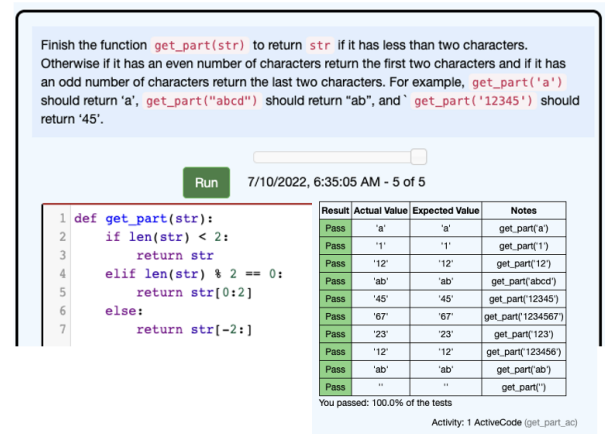 Finish the function get_part(str) to return str if it has less than two characters.
Otherwise if it has an even number of characters return the first two characters and if it has
an odd number of characters return the last two characters. For example, get_part('a')
should return ‘a’, get_part("abcd") should return “ab”, and ` get_part('12345') should
return ‘45’.
Run 7/10/2022, 6:35:05 AM - 5 of 5
1 def get_part(str):
2     if len(str) < 2:
3         return str
4     elif len(str) % 2 == 0:
5         return str[0:2]
6     else:
7         return str[-2:]
Result Actual Value Expected Value Notes
Pass 'a' 'a' get_part('a')
Pass '1' '1' get_part('1')
Pass '12' '12' get_part('12')
Pass 'ab' 'ab' get_part('abcd')
Pass '45' '45' get_part('12345')
Pass '67' '67' get_part('1234567')
Pass '23' '23' get_part('123')
Pass '12' '12' get_part('123456')
Pass 'ab' 'ab' get_part('ab')
Pass '' '' get_part('')
You passed: 100.0% of the tests
Activity: 1 ActiveCode (get_part_ac)